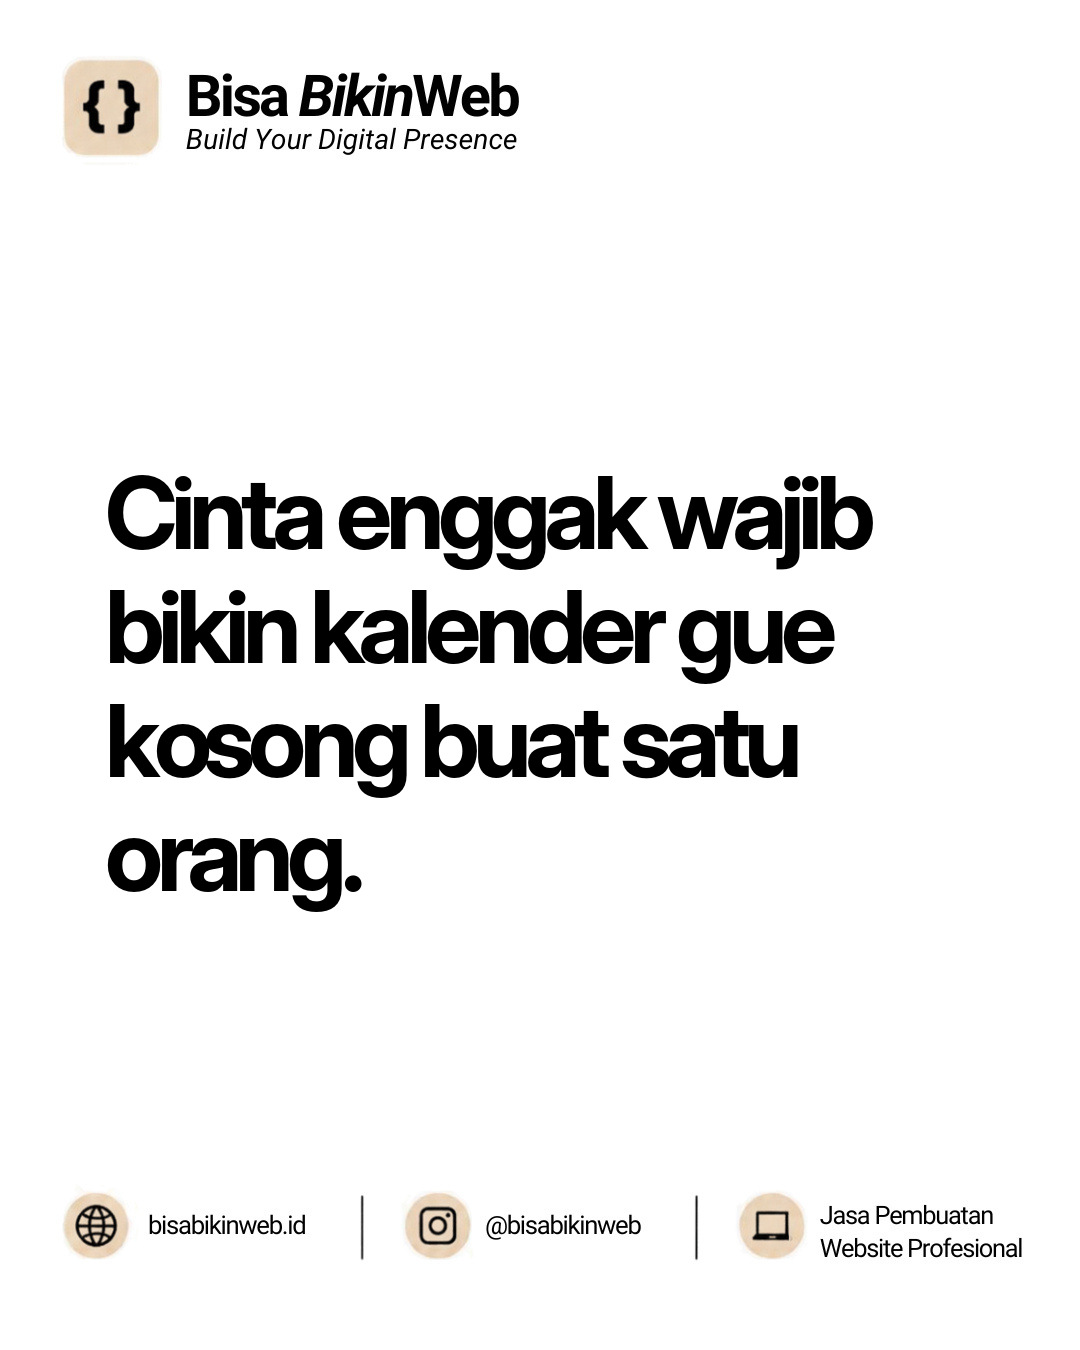 { }
Bisa BikinWeb
Build Your Digital Presence
Cinta enggak wajib
bikin kalender gue
kosong buat satu
orang.
bisabikinweb.id
@bisabikinweb
Jasa Pembuatan
Website Profesional